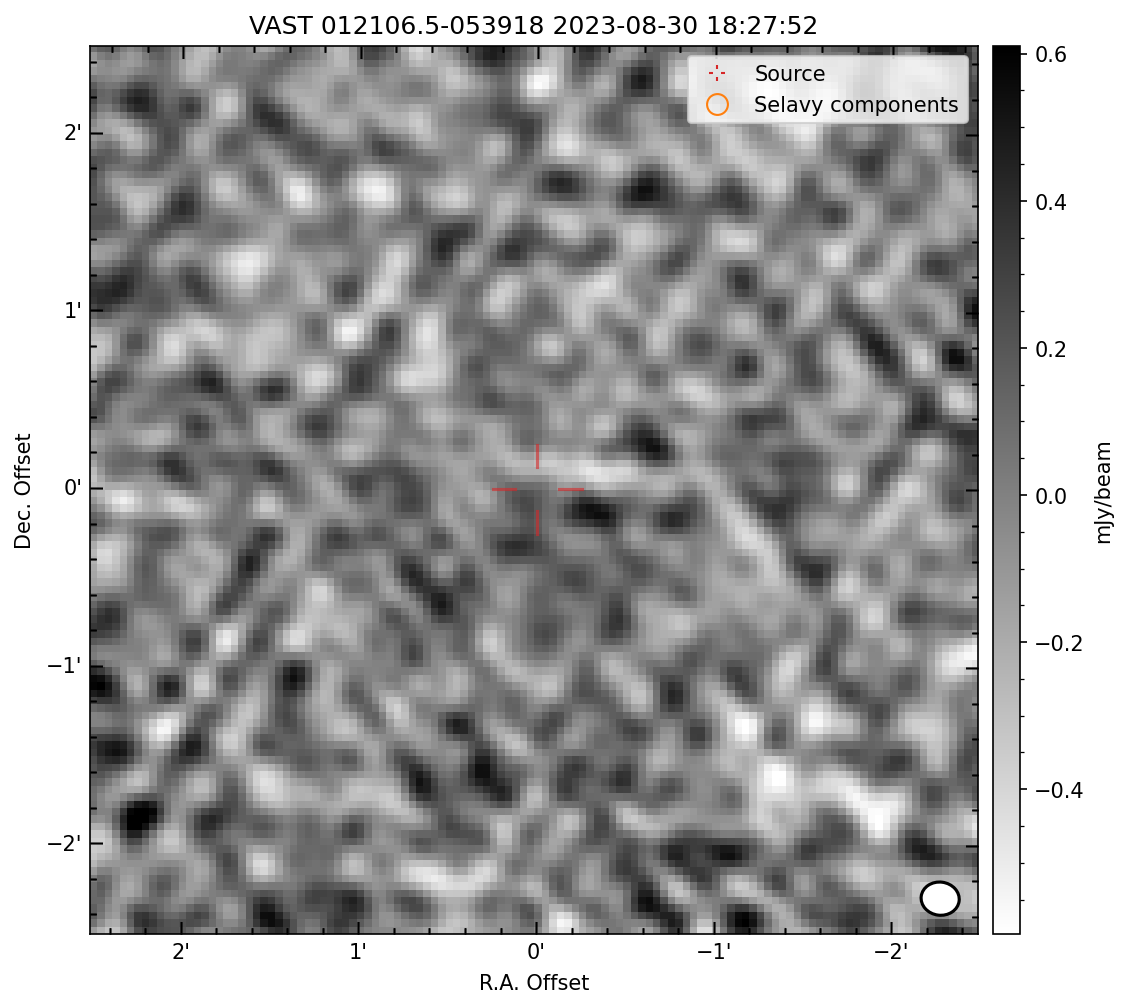 VAST 012106.5-053918 2023-08-30 18:27:52
Source
Selavy components
2'
1'
0'
−1'
−2'
Dec. Offset
2'
1'
0'
−1'
−2'
R.A. Offset
0.6
0.4
0.2
0.0
−0.2
−0.4
mJy/beam